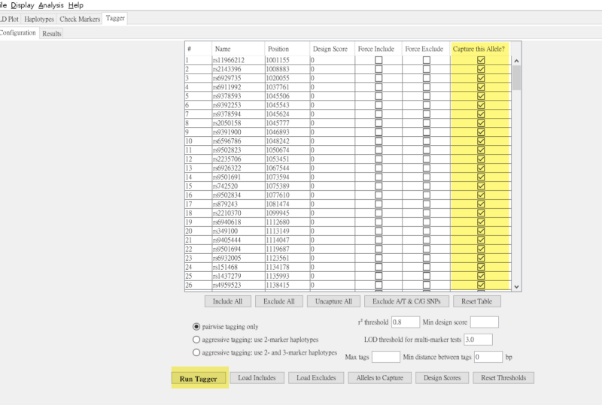 ile Display Analysis Help
LD Plot Haplotypes Check Markers Tagger
Configuration Results
# Name Position Design Score Force Include Force Exclude Capture this Allele?
1 rs11966212 1001155 0
2 rs2143396 1008883 0
3 rs6929735 1020055 0
4 rs6911992 1037761 0
5 rs9378593 1045506 0
6 rs9392253 1045543 0
7 rs9378594 1045624 0
8 rs2050158 1045777 0
9 rs9391900 1046893 0
10 rs6596786 1048242 0
11 rs9502823 1050674 0
12 rs2235706 1053451 0
13 rs6926322 1067544 0
14 rs9501691 1073594 0
15 rs742520 1075389 0
16 rs9502834 1077610 0
17 rs879243 1081474 0
18 rs2210370 1099945 0
19 rs6940618 1112680 0
20 rs349100 1113149 0
21 rs9405444 1114047 0
22 rs9501694 1119687 0
23 rs6932005 1123561 0
24 rs151468 1134178 0
25 rs1437279 1135993 0
26 rs4959523 1138415 0
Include All Exclude All Uncapture All Exclude A/T & C/G SNPs Reset Table
pairwise tagging only r² threshold 0.8 Min design score
aggressive tagging: use 2-marker haplotypes LOD threshold for multi-marker tests 3.0
aggressive tagging: use 2- and 3-marker haplotypes Max tags Min distance between tags 0 bp
Run Tagger Load Includes Load Excludes Alleles to Capture Design Scores Reset Thresholds